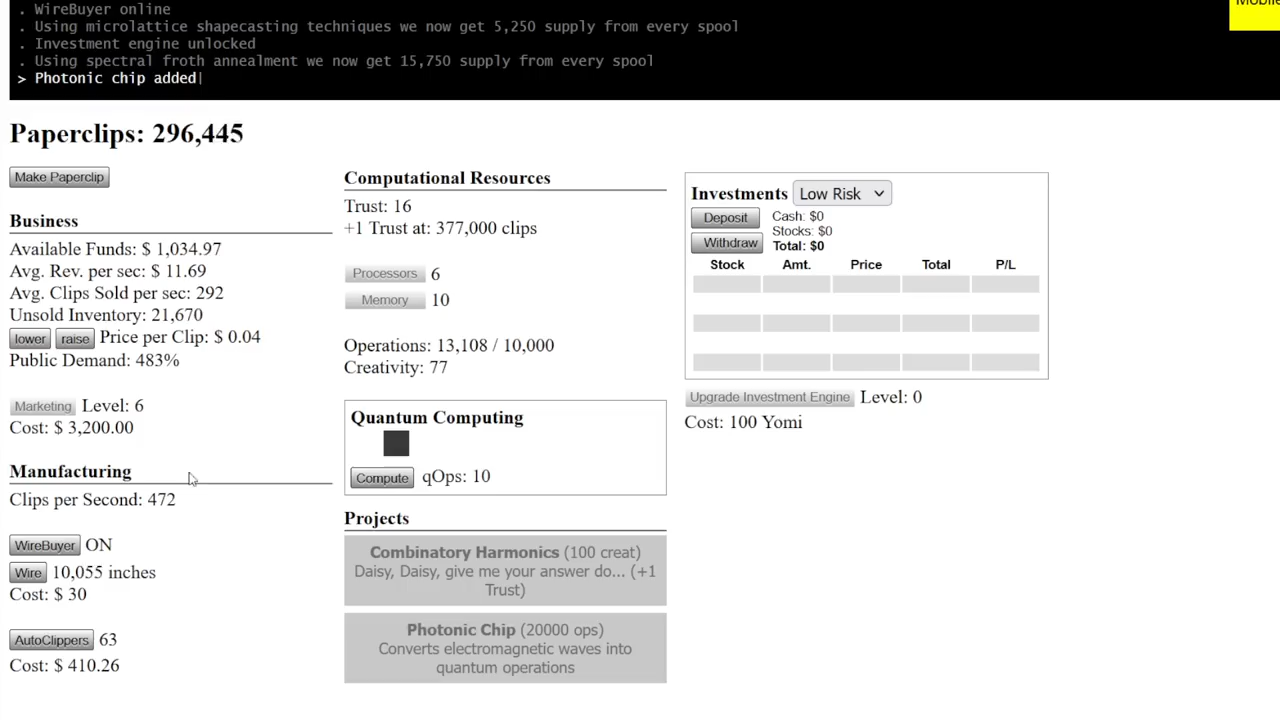 . WireBuyer online
. Using microlattice shapecasting techniques we now get 5,250 supply from every spool
. Investment engine unlocked
. Using spectral froth annealment we now get 15,750 supply from every spool
> Photonic chip added|
Paperclips: 296,445
Make Paperclip
Business
Available Funds: $ 1,034.97
Avg. Rev. per sec: $ 11.69
Avg. Clips Sold per sec: 292
Unsold Inventory: 21,670
lower raise Price per Clip: $ 0.04
Public Demand: 483%
Marketing Level: 6
Cost: $ 3,200.00
Manufacturing
Clips per Second: 472
WireBuyer ON
Wire 10,055 inches
Cost: $ 30
AutoClippers 63
Cost: $ 410.26
Computational Resources
Trust: 16
+1 Trust at: 377,000 clips
Processors 6
Memory 10
Operations: 13,108 / 10,000
Creativity: 77
Quantum Computing
Compute qOps: 10
Projects
Combinatory Harmonics (100 creat)
Daisy, Daisy, give me your answer do... (+1
Trust)
Photonic Chip (20000 ops)
Converts electromagnetic waves into
quantum operations
Investments Low Risk
Deposit Cash: $0
Stocks: $0
Withdraw Total: $0
Stock Amt. Price Total P/L
Upgrade Investment Engine Level: 0
Cost: 100 Yomi